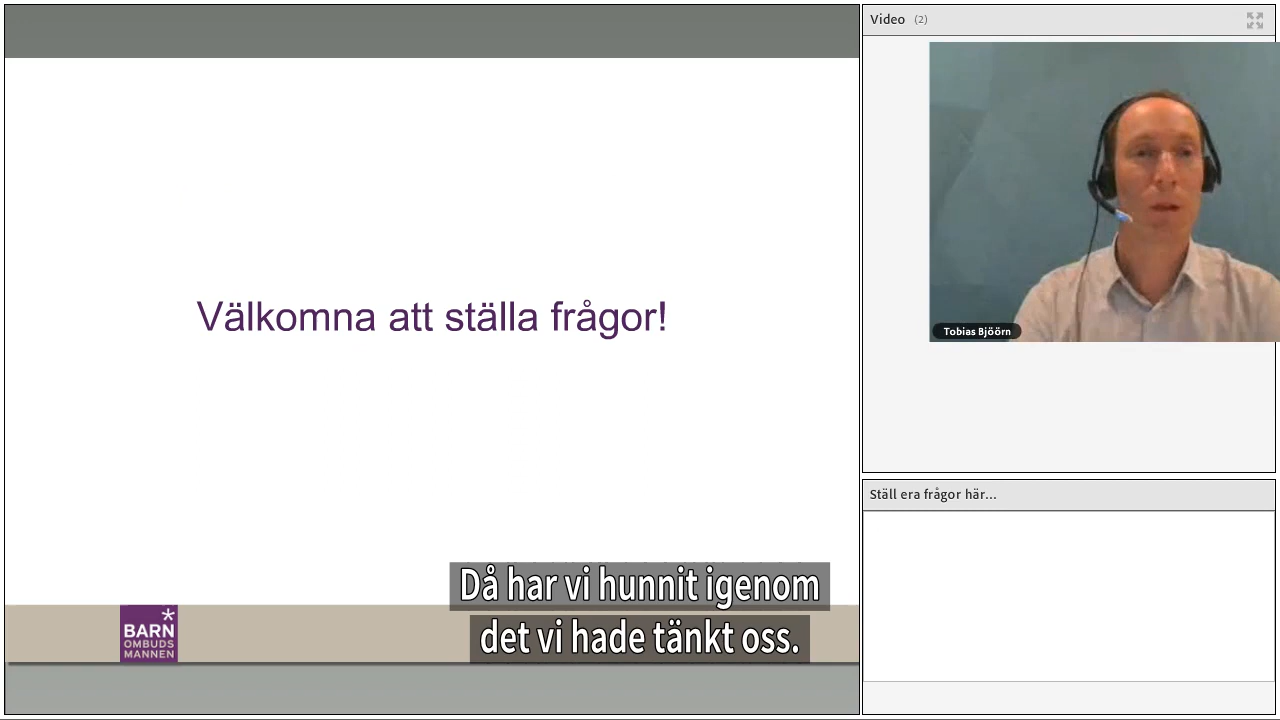 Välkomna att ställa frågor!
*
BARN
OMBUDS
MANNEN
Då har vi hunnit igenom
det vi hade tänkt oss.
Video (2)
Tobias Bjöörn
Ställ era frågor här...